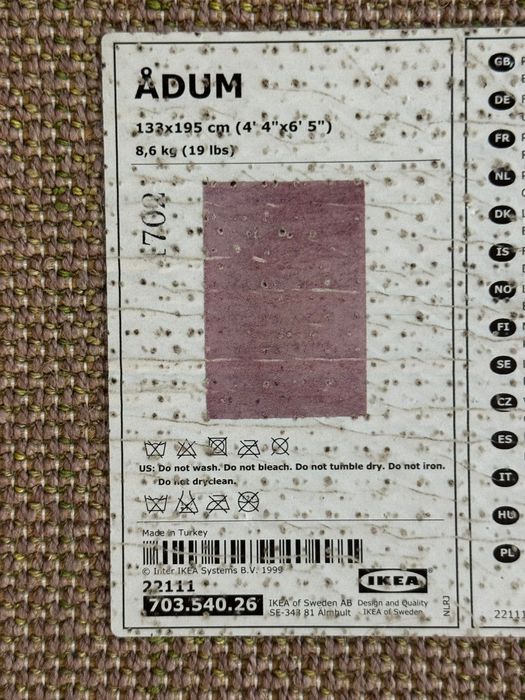 ÅDUM
133x195 cm (4' 4"x6' 5")
8,6 kg (19 lbs)
1702
US: Do not wash. Do not bleach. Do not tumble dry. Do not iron.
Do not dryclean.
Made in Turkey
© Inter IKEA Systems B.V. 1999
22111
703.540.26
IKEA of Sweden AB
SE-343 81 Älmhult
IKEA
Design and Quality
IKEA of Sweden
NLRJ
GB
DE
FR
NL
DK
IS
NO
FI
SE
CZ
ES
IT
HU
PL
22111